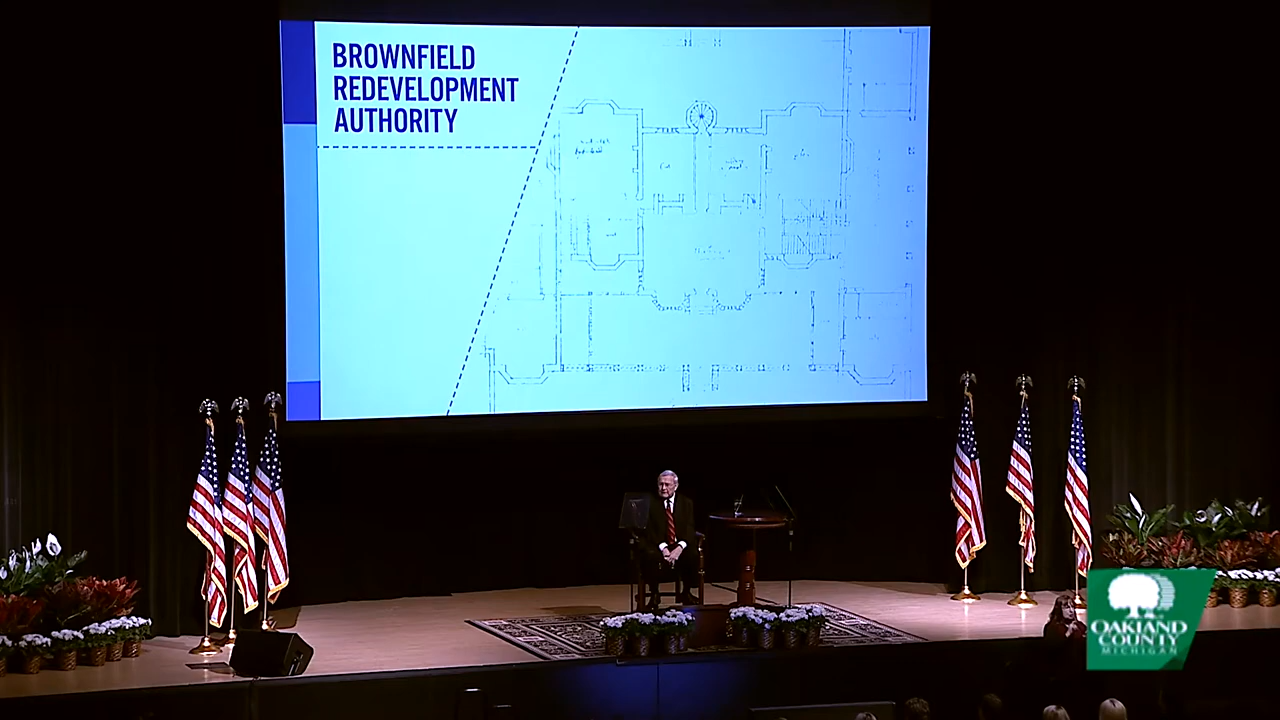 BROWNFIELD
REDEVELOPMENT
AUTHORITY
OAKLAND
COUNTY
MICHIGAN